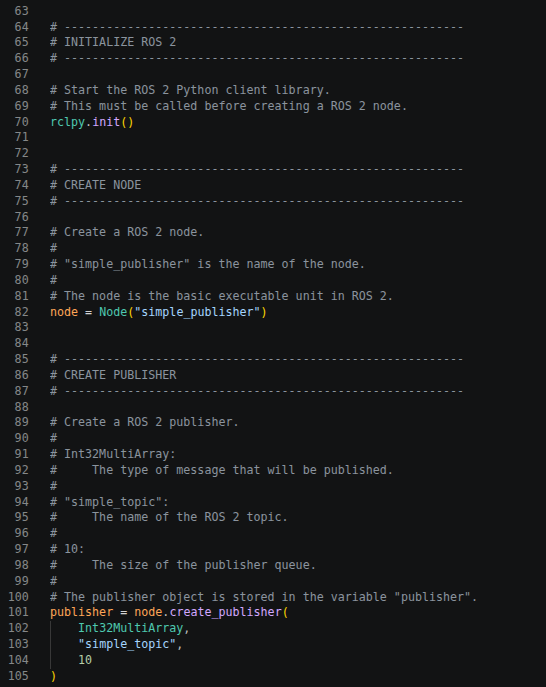 63
64 # ---------------------------------------------------------
65 # INITIALIZE ROS 2
66 # ---------------------------------------------------------
67
68 # Start the ROS 2 Python client library.
69 # This must be called before creating a ROS 2 node.
70 rclpy.init()
71
72
73 # ---------------------------------------------------------
74 # CREATE NODE
75 # ---------------------------------------------------------
76
77 # Create a ROS 2 node.
78 #
79 # "simple_publisher" is the name of the node.
80 #
81 # The node is the basic executable unit in ROS 2.
82 node = Node("simple_publisher")
83
84
85 # ---------------------------------------------------------
86 # CREATE PUBLISHER
87 # ---------------------------------------------------------
88
89 # Create a ROS 2 publisher.
90 #
91 # Int32MultiArray:
92 #     The type of message that will be published.
93 #
94 # "simple_topic":
95 #     The name of the ROS 2 topic.
96 #
97 # 10:
98 #     The size of the publisher queue.
99 #
100 # The publisher object is stored in the variable "publisher".
101 publisher = node.create_publisher(
102     Int32MultiArray,
103     "simple_topic",
104     10
105 )